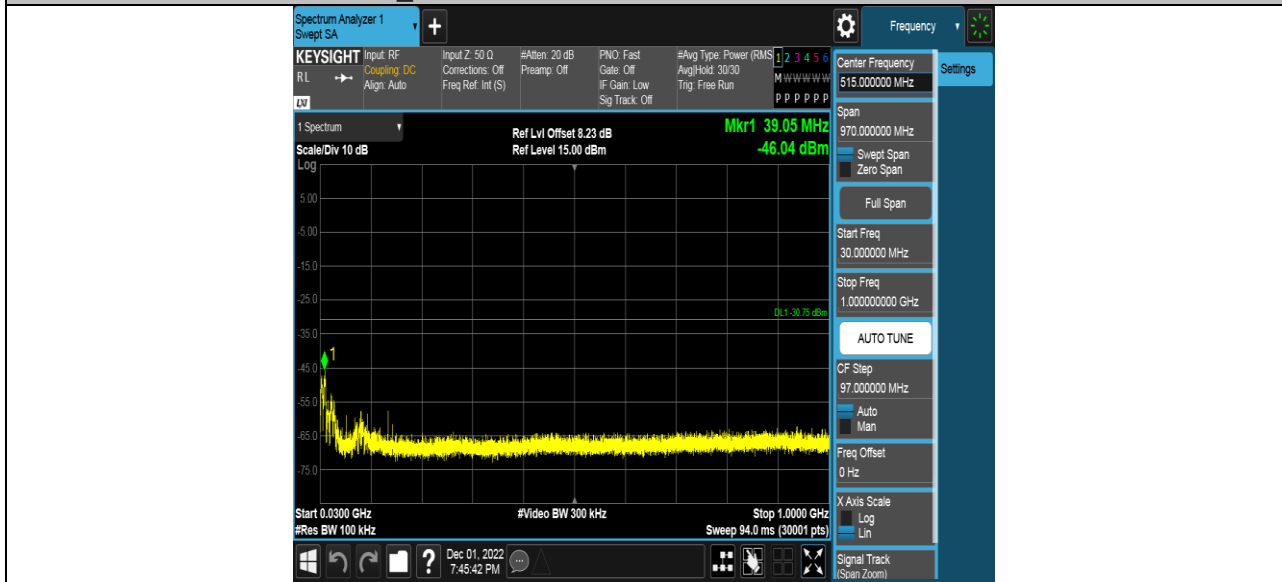 Spectrum Analyzer 1
Swept SA
+
Frequency
KEYSIGHT
RL
LXI
Input: RF
Coupling: DC
Align: Auto
Input Z: 50 Ω
Corrections: Off
Freq Ref: Int (S)
#Atten: 20 dB
Preamp: Off
PNO: Fast
Gate: Off
IF Gain: Low
Sig Track: Off
#Avg Type: Power (RMS
Avg|Hold: 30/30
Trig: Free Run
1 2 3 4 5 6
M W W W W W
P P P P P P
1 Spectrum
Scale/Div 10 dB
Ref Lvl Offset 8.23 dB
Ref Level 15.00 dBm
Mkr1 39.05 MHz
-46.04 dBm
Log
5.00
-5.00
-15.0
-25.0
DL1 -30.75 dBm
-35.0
1
-45.0
-55.0
-65.0
-75.0
Start 0.0300 GHz
#Res BW 100 kHz
#Video BW 300 kHz
Stop 1.0000 GHz
Sweep 94.0 ms (30001 pts)
Center Frequency
515.000000 MHz
Settings
Span
970.000000 MHz
Swept Span
Zero Span
Full Span
Start Freq
30.000000 MHz
Stop Freq
1.000000000 GHz
AUTO TUNE
CF Step
97.000000 MHz
Auto
Man
Freq Offset
0 Hz
X Axis Scale
Log
Lin
Signal Track
(Span Zoom)
?
Dec 01, 2022
7:45:42 PM